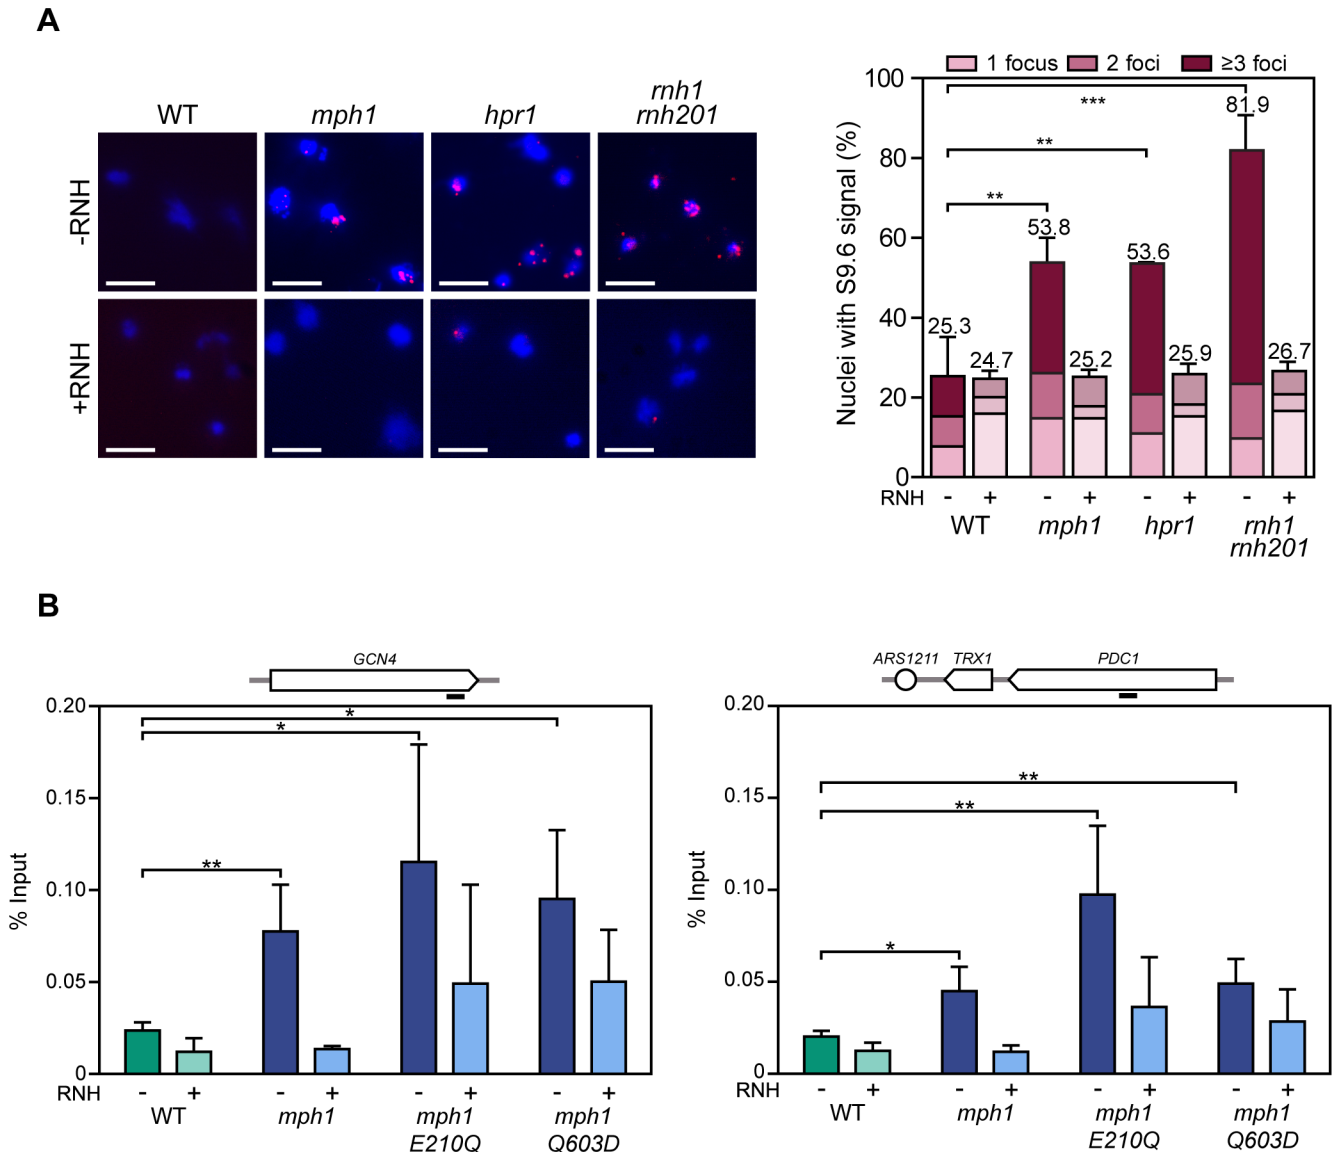 A
WT
mph1
hpr1
rnh1
rnh201
-RNH
+RNH
1 focus
2 foci
≥3 foci
Nuclei with S9.6 signal (%)
100
80
60
40
20
0
***
**
**
25.3
24.7
53.8
25.2
53.6
25.9
81.9
26.7
RNH - + - + - + - +
WT
mph1
hpr1
rnh1
rnh201
B
GCN4
% Input
0.20
0.15
0.10
0.05
0
*
*
**
RNH - + - + - + - +
WT
mph1
mph1
E210Q
mph1
Q603D
ARS1211
TRX1
PDC1
% Input
0.20
0.15
0.10
0.05
0
**
**
*
RNH - + - + - + - +
WT
mph1
mph1
E210Q
mph1
Q603D